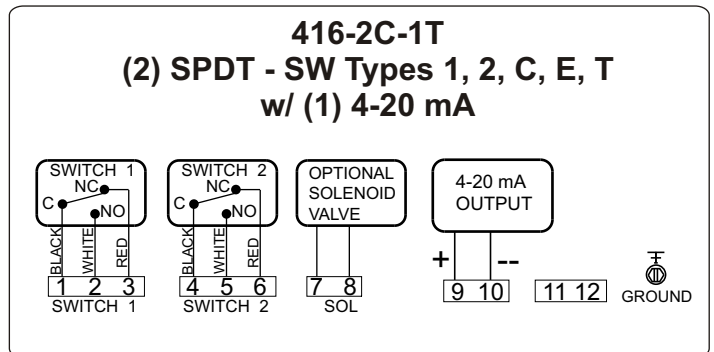 416-2C-1T
(2) SPDT - SW Types 1, 2, C, E, T
w/ (1) 4-20 mA
SWITCH 1
NC
C
NO
BLACK
WHITE
RED
1 2 3
SWITCH 1
SWITCH 2
NC
C
NO
BLACK
WHITE
RED
4 5 6
SWITCH 2
OPTIONAL
SOLENOID
VALVE
7 8
SOL
4-20 mA
OUTPUT
+ --
9 10
11 12
GROUND